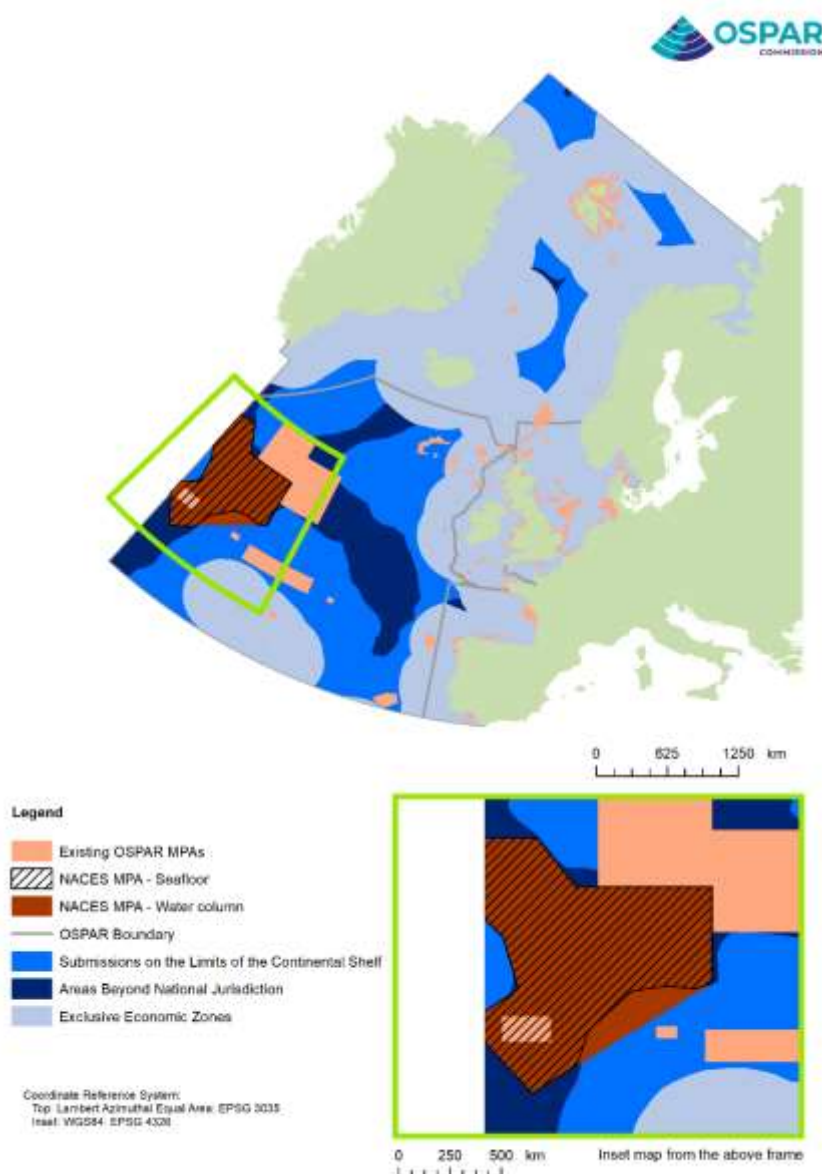 OSPAR
COMMISSION
0 625 1250 km
Legend
Existing OSPAR MPAs
NACES MPA - Seafloor
NACES MPA - Water column
OSPAR Boundary
Submissions on the Limits of the Continental Shelf
Areas Beyond National Jurisdiction
Exclusive Economic Zones
Coordinate Reference System:
Top: Lambert Azimuthal Equal Area: EPSG 3035
Inset: WGS84: EPSG 4326
0 250 500 km
Inset map from the above frame